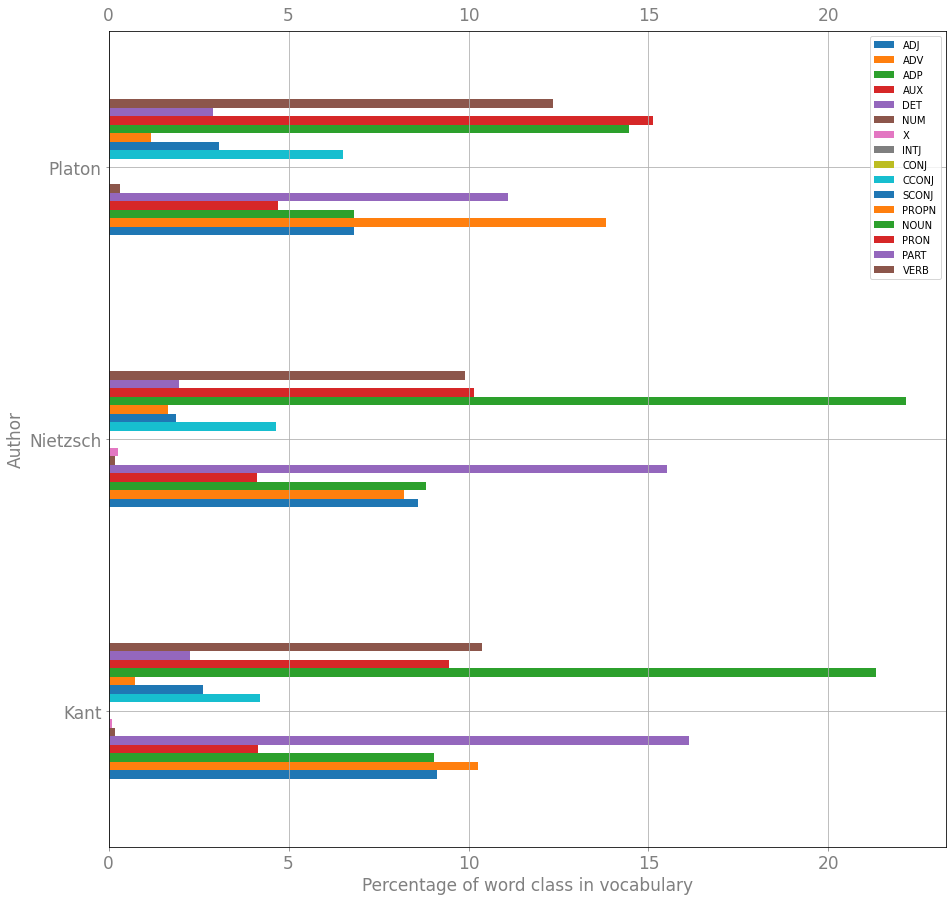 0 5 10 15 20
ADJ
ADV
ADP
AUX
DET
NUM
X
INTJ
CONJ
CCONJ
SCONJ
PROPN
NOUN
PRON
PART
VERB
Platon
Author
Nietzsch
Kant
0 5 10 15 20
Percentage of word class in vocabulary